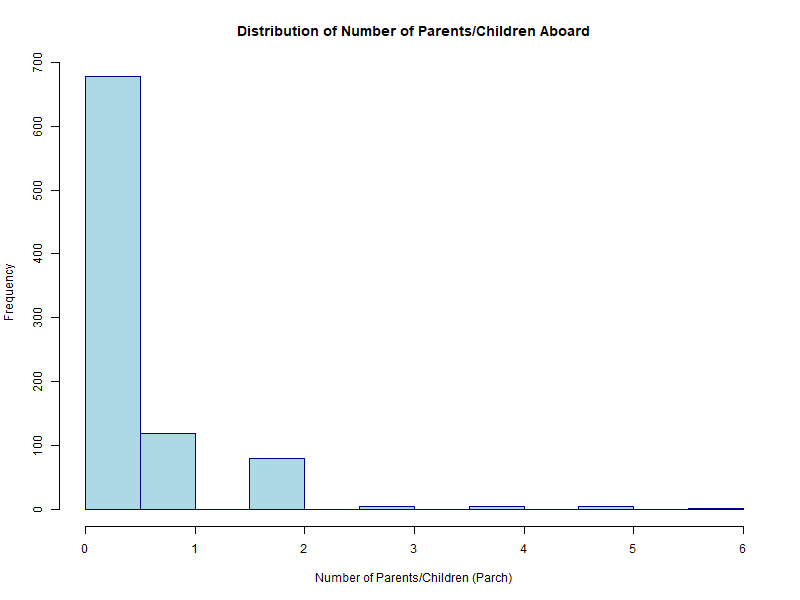 Distribution of Number of Parents/Children Aboard
700
600
500
400
300
200
100
0
Frequency
0 1 2 3 4 5 6
Number of Parents/Children (Parch)